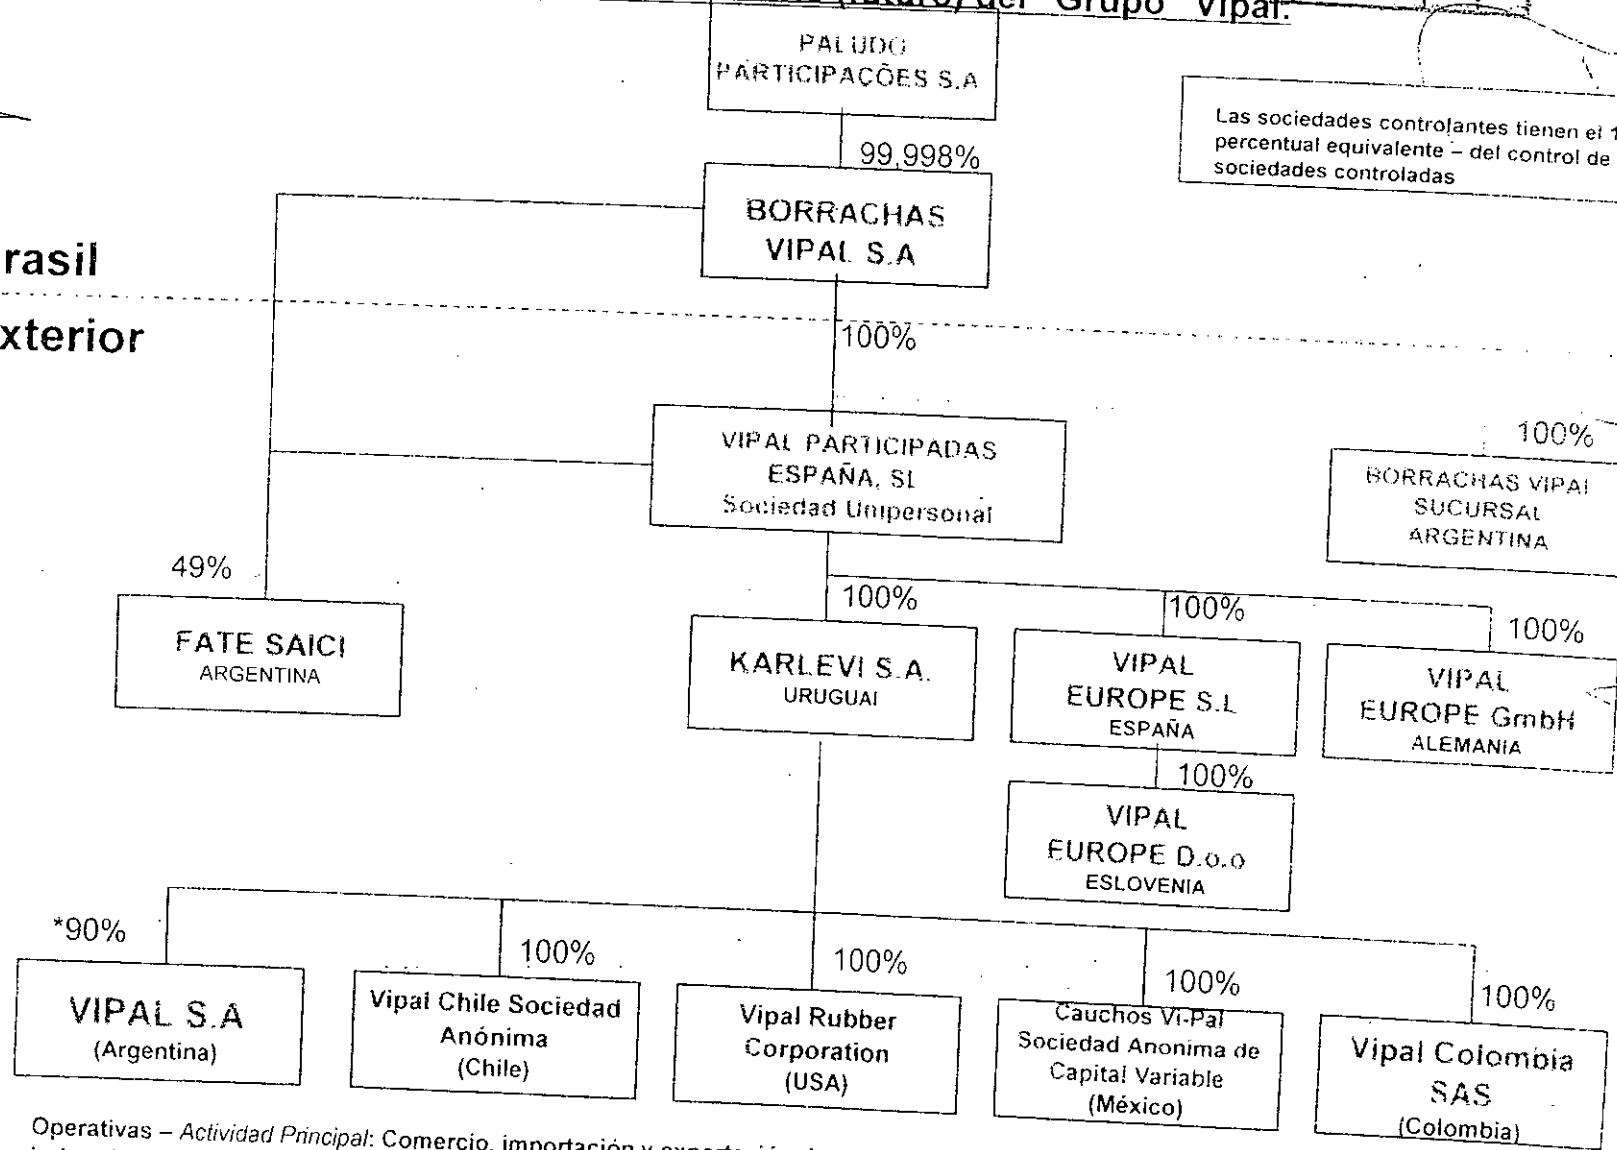 (futuro) del Grupo Vipal:
PALUDO
PARTICIPAÇÕES S.A
Las sociedades controlantes tienen el 1
percentual equivalente – del control de
sociedades controladas
99,998%
BORRACHAS
VIPAL S.A
rasil
xterior
100%
VIPAL PARTICIPADAS
ESPAÑA, SL
Sociedad Unipersonal
100%
BORRACHAS VIPAL
SUCURSAL
ARGENTINA
49%
FATE SAICI
ARGENTINA
100%
KARLEVI S.A.
URUGUAI
100%
VIPAL
EUROPE S.L
ESPAÑA
100%
VIPAL
EUROPE GmbH
ALEMANIA
100%
VIPAL
EUROPE D.o.o
ESLOVENIA
*90%
VIPAL S.A
(Argentina)
100%
Vipal Chile Sociedad
Anónima
(Chile)
100%
Vipal Rubber
Corporation
(USA)
100%
Cauchos Vi-Pal
Sociedad Anonima de
Capital Variable
(México)
100%
Vipal Colombia
SAS
(Colombia)
Operativas – Actividad Principal: Comercio, importación y exportación